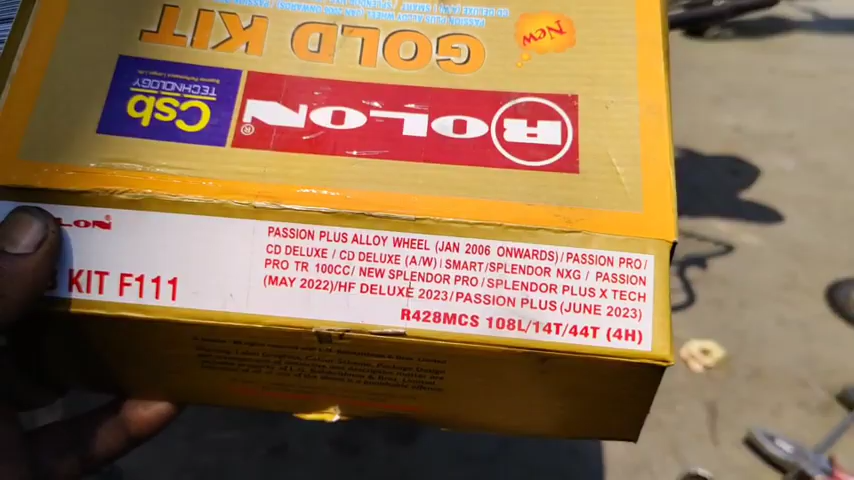 GOLD KIT
New
ROLON®
Csb
TECHNOLOGY
KIT F111
PASSION PLUS ALLOY WHEEL (JAN 2006 ONWARDS)/PASSION PRO/
CD DELUXE / CD DELUXE (A/W) I SMART/SPLENDOR NXG / PASSION
PRO TR 100CC/ NEW SPLENDOR PRO/ SPLENDOR PLUS X TECH
(MAY 2022)/HF DELUXE 2023/PASSION PLUS (JUNE 2023)
R428MCS 108L/14T/44T (4H)